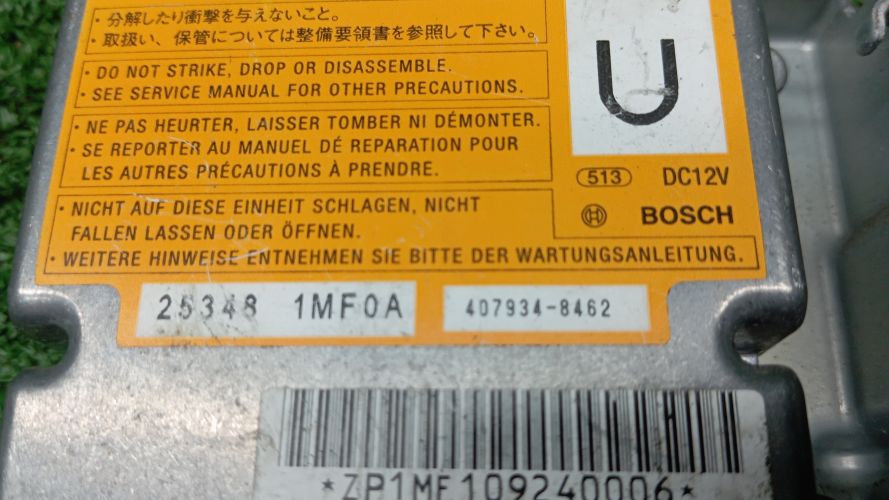 ・分解したり衝撃を与えないこと。
・取扱い、保管については整備要領書を参照して下さい。
U
・DO NOT STRIKE, DROP OR DISASSEMBLE.
・SEE SERVICE MANUAL FOR OTHER PRECAUTIONS.
・NE PAS HEURTER, LAISSER TOMBER NI DÉMONTER.
・SE REPORTER AU MANUEL DÉ REPARATION POUR
LES AUTRES PRÉCAUTIONS À PRENDRE.
513 DC12V
BOSCH
・NICHT AUF DIESE EINHEIT SCHLAGEN, NICHT
FALLEN LASSEN ODER ÖFFNEN.
・WEITERE HINWEISE ENTNEHMEN SIE BITTE DER WARTUNGSANLEITUNG.
25348 1MF0A
407934-8462
*ZP1MF109240006*